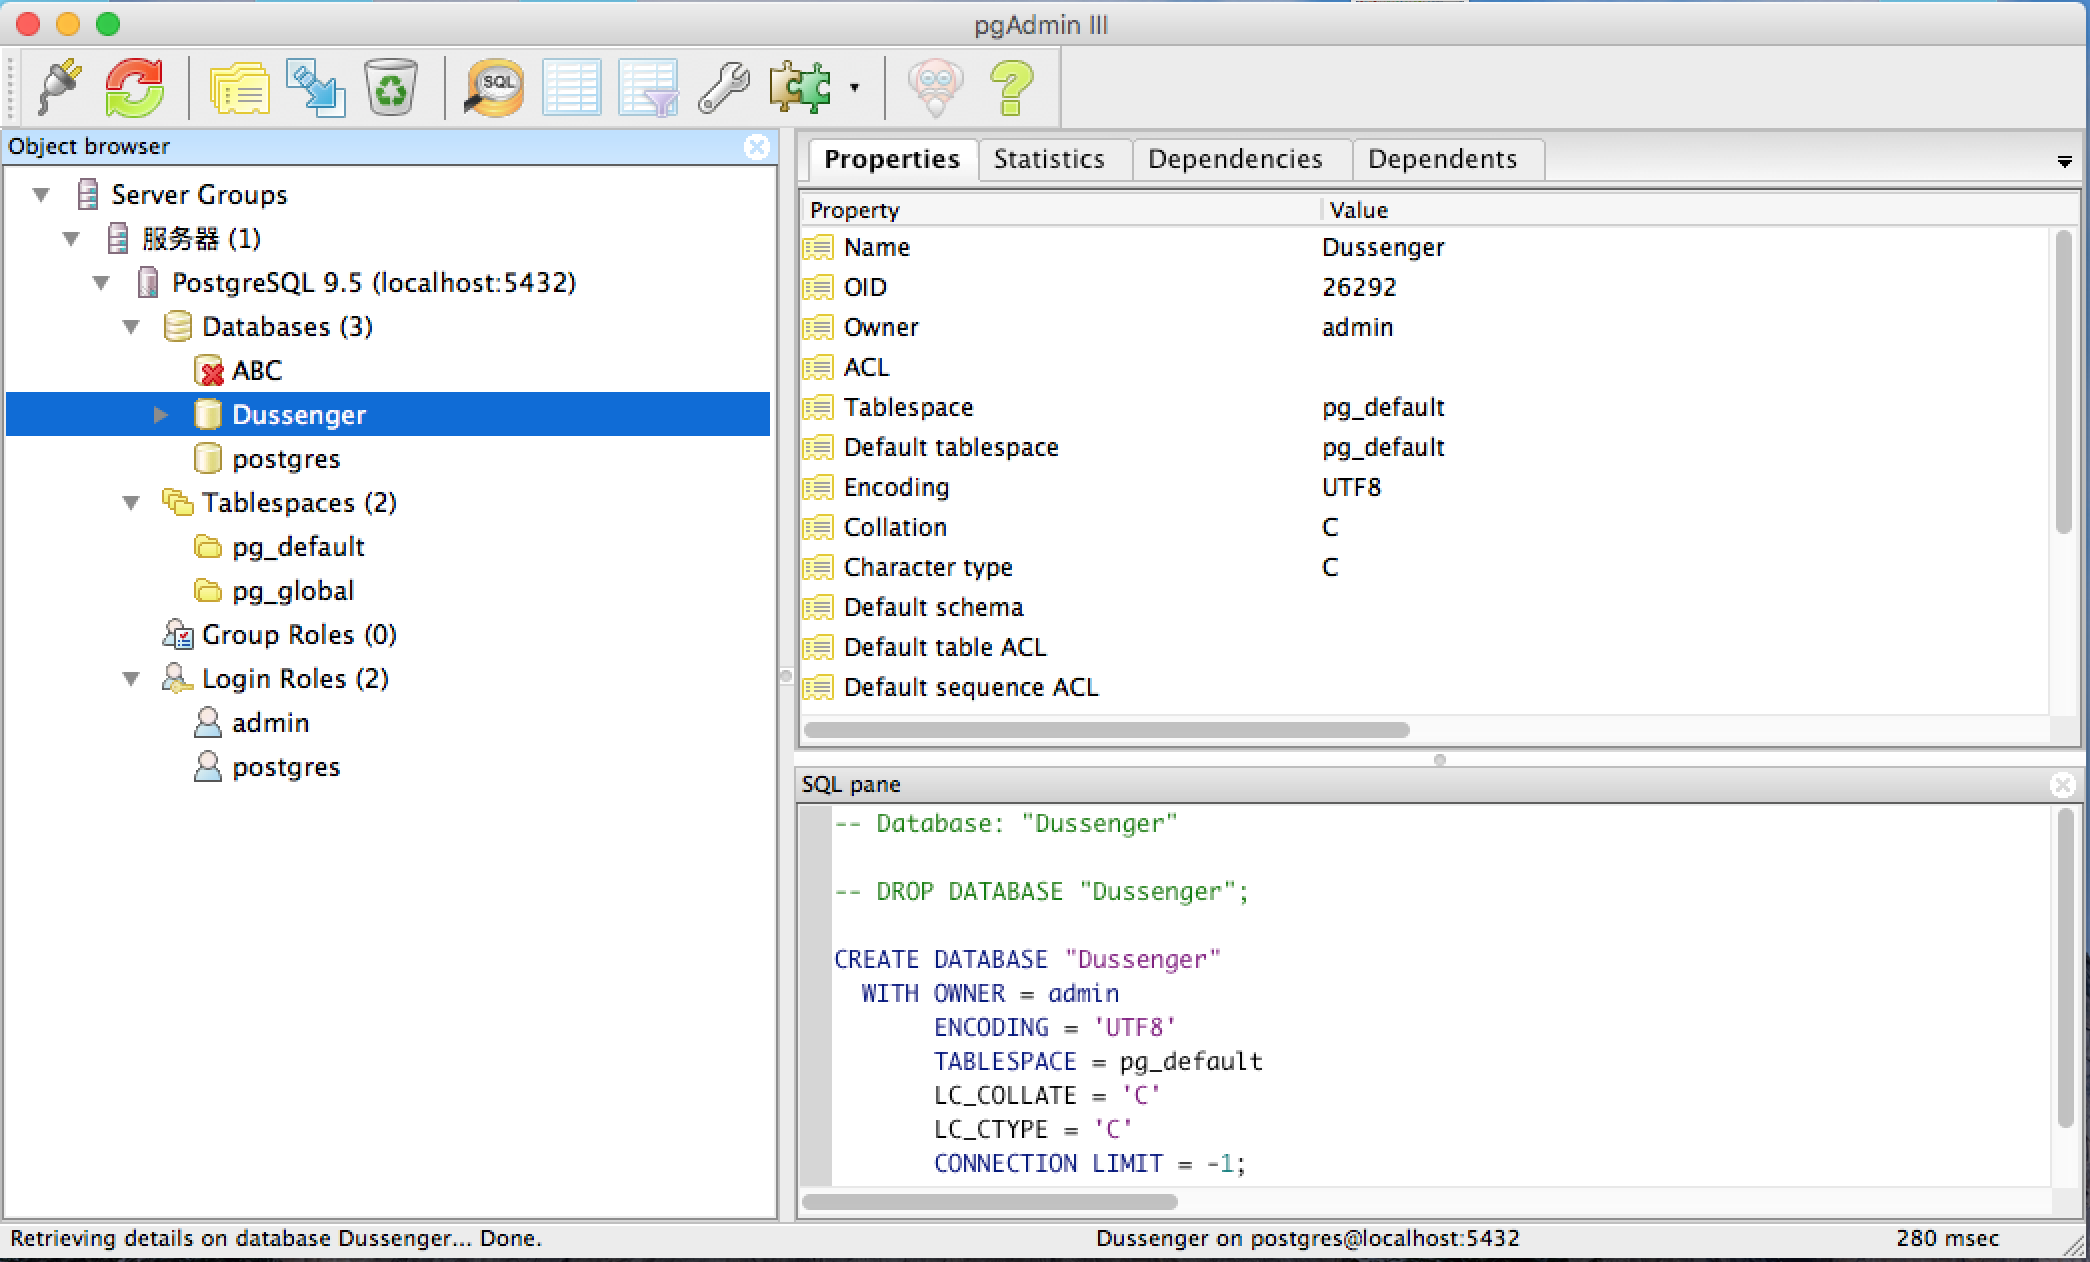 pgAdmin III
SQL
Object browser
Server Groups
服务器 (1)
PostgreSQL 9.5 (localhost:5432)
Databases (3)
ABC
Dussenger
postgres
Tablespaces (2)
pg_default
pg_global
Group Roles (0)
Login Roles (2)
admin
postgres
Properties Statistics Dependencies Dependents
Property Value
Name Dussenger
OID 26292
Owner admin
ACL
Tablespace pg_default
Default tablespace pg_default
Encoding UTF8
Collation C
Character type C
Default schema
Default table ACL
Default sequence ACL
SQL pane
-- Database: "Dussenger"
-- DROP DATABASE "Dussenger";
CREATE DATABASE "Dussenger"
WITH OWNER = admin
ENCODING = 'UTF8'
TABLESPACE = pg_default
LC_COLLATE = 'C'
LC_CTYPE = 'C'
CONNECTION LIMIT = -1;
Retrieving details on database Dussenger... Done. Dussenger on postgres@localhost:5432 280 msec